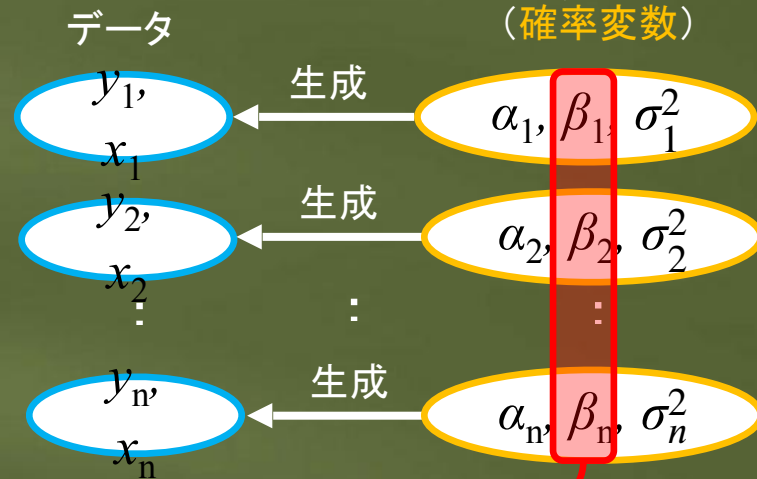 データ
（確率変数）
y₁,
x₁
生成
α₁, β₁, σ₁²
y₂,
x₂
生成
α₂, β₂, σ₂²
⋮
⋮
⋮
yₙ,
xₙ
生成
αₙ, βₙ, σₙ²